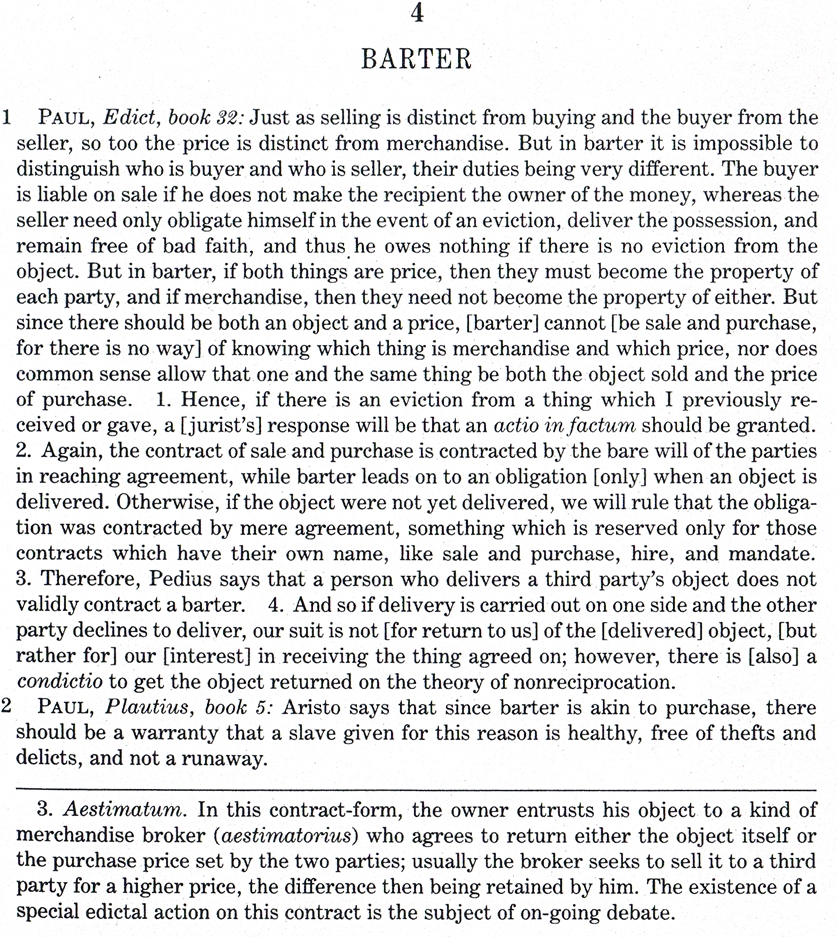 4
BARTER
1 PAUL, Edict, book 32: Just as selling is distinct from buying and the buyer from the
seller, so too the price is distinct from merchandise. But in barter it is impossible to
distinguish who is buyer and who is seller, their duties being very different. The buyer
is liable on sale if he does not make the recipient the owner of the money, whereas the
seller need only obligate himself in the event of an eviction, deliver the possession, and
remain free of bad faith, and thus he owes nothing if there is no eviction from the
object. But in barter, if both things are price, then they must become the property of
each party, and if merchandise, then they need not become the property of either. But
since there should be both an object and a price, [barter] cannot [be sale and purchase,
for there is no way] of knowing which thing is merchandise and which price, nor does
common sense allow that one and the same thing be both the object sold and the price
of purchase. 1. Hence, if there is an eviction from a thing which I previously re-
ceived or gave, a [jurist's] response will be that an actio in factum should be granted.
2. Again, the contract of sale and purchase is contracted by the bare will of the parties
in reaching agreement, while barter leads on to an obligation [only] when an object is
delivered. Otherwise, if the object were not yet delivered, we will rule that the obliga-
tion was contracted by mere agreement, something which is reserved only for those
contracts which have their own name, like sale and purchase, hire, and mandate.
3. Therefore, Pedius says that a person who delivers a third party's object does not
validly contract a barter. 4. And so if delivery is carried out on one side and the other
party declines to deliver, our suit is not [for return to us] of the [delivered] object, [but
rather for] our [interest] in receiving the thing agreed on; however, there is [also] a
condictio to get the object returned on the theory of nonreciprocation.
2 PAUL, Plautius, book 5: Aristo says that since barter is akin to purchase, there
should be a warranty that a slave given for this reason is healthy, free of thefts and
delicts, and not a runaway.
3. Aestimatum. In this contract-form, the owner entrusts his object to a kind of
merchandise broker (aestimatorius) who agrees to return either the object itself or
the purchase price set by the two parties; usually the broker seeks to sell it to a third
party for a higher price, the difference then being retained by him. The existence of a
special edictal action on this contract is the subject of on-going debate.